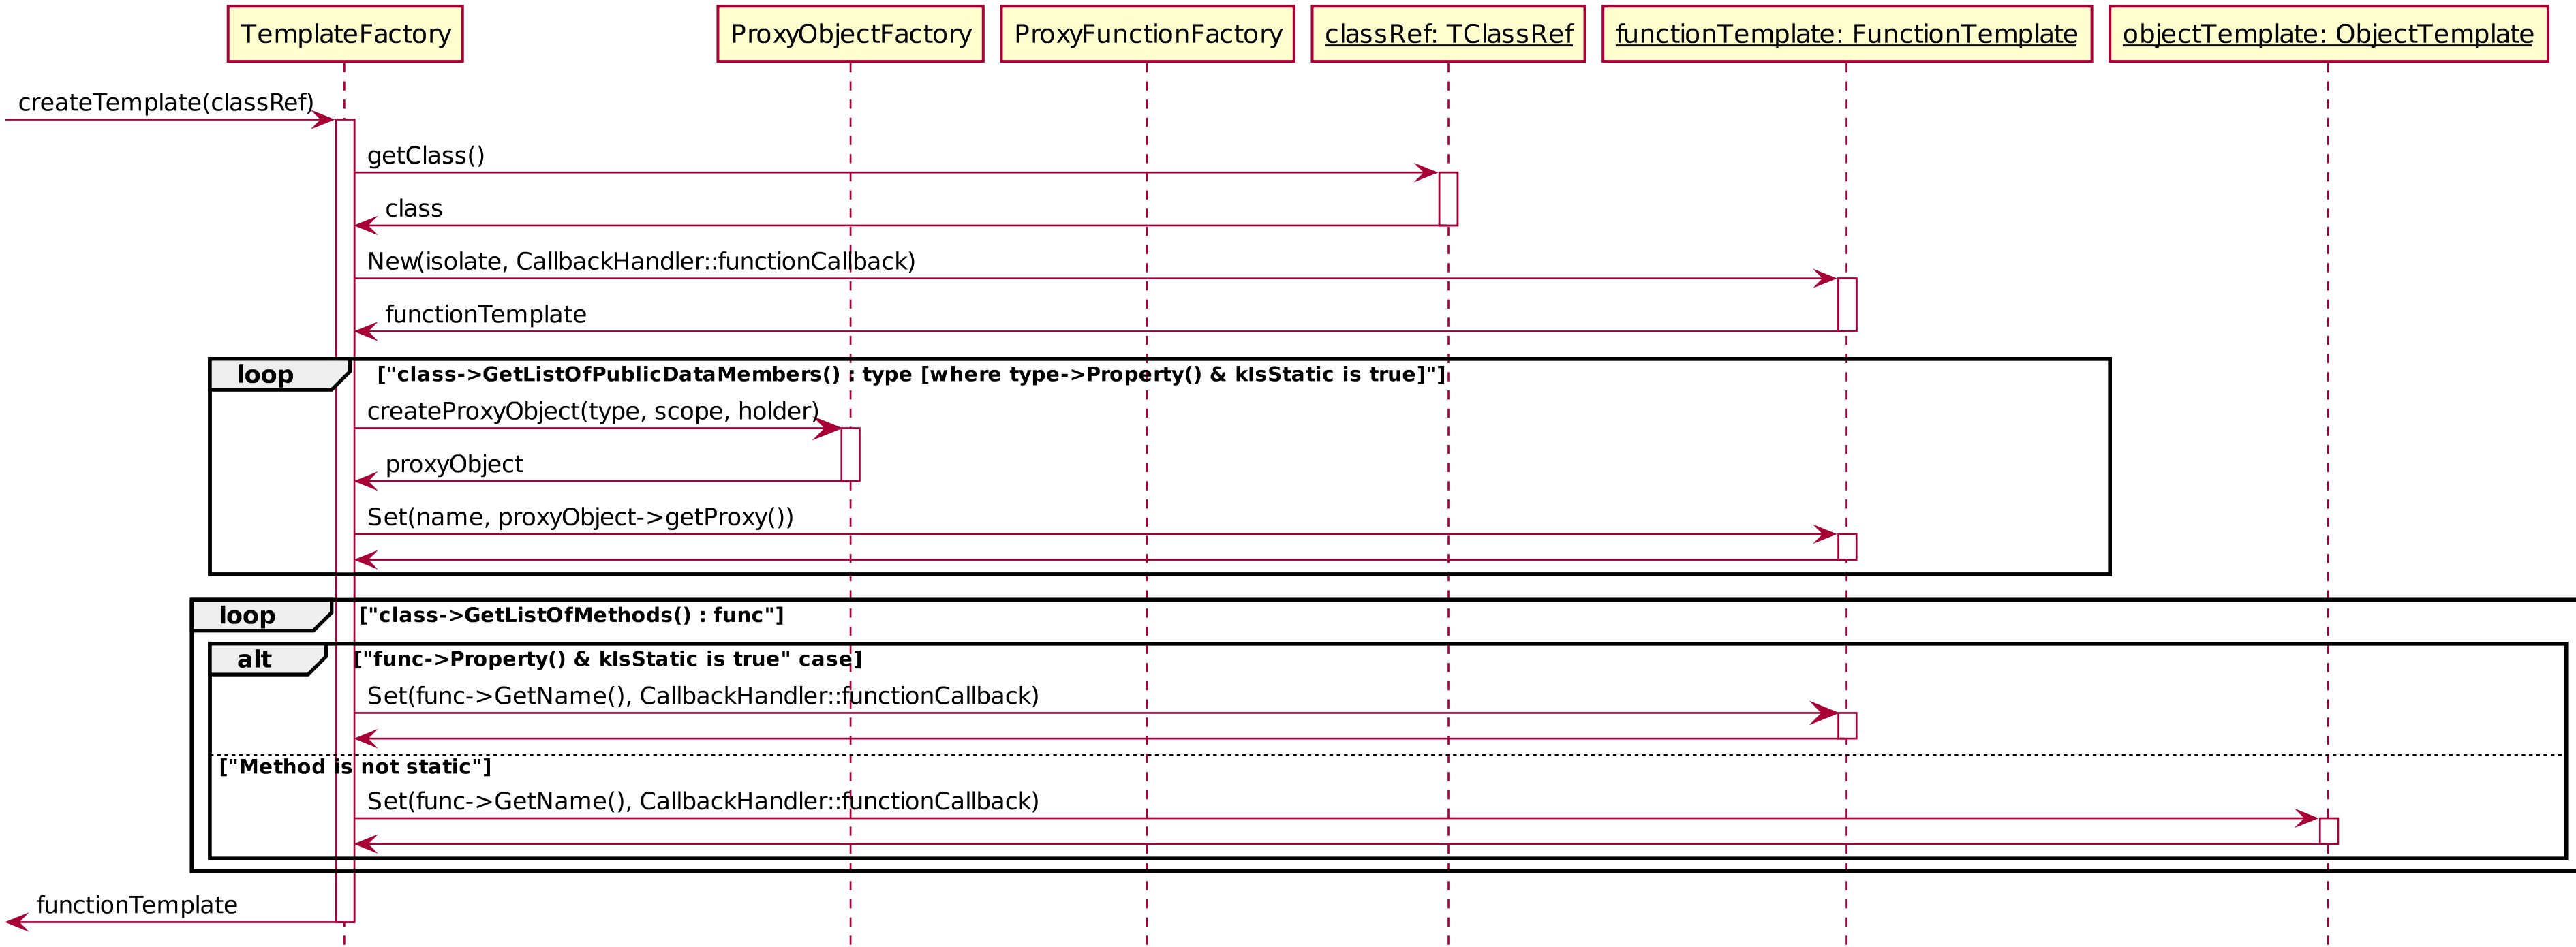 TemplateFactory
ProxyObjectFactory
ProxyFunctionFactory
classRef: TClassRef
functionTemplate: FunctionTemplate
objectTemplate: ObjectTemplate
createTemplate(classRef)
getClass()
class
New(isolate, CallbackHandler::functionCallback)
functionTemplate
loop
["class->GetListOfPublicDataMembers() : type [where type->Property() & kIsStatic is true]"]
createProxyObject(type, scope, holder)
proxyObject
Set(name, proxyObject->getProxy())
loop
["class->GetListOfMethods() : func"]
alt
["func->Property() & kIsStatic is true" case]
Set(func->GetName(), CallbackHandler::functionCallback)
["Method is not static"]
Set(func->GetName(), CallbackHandler::functionCallback)
functionTemplate